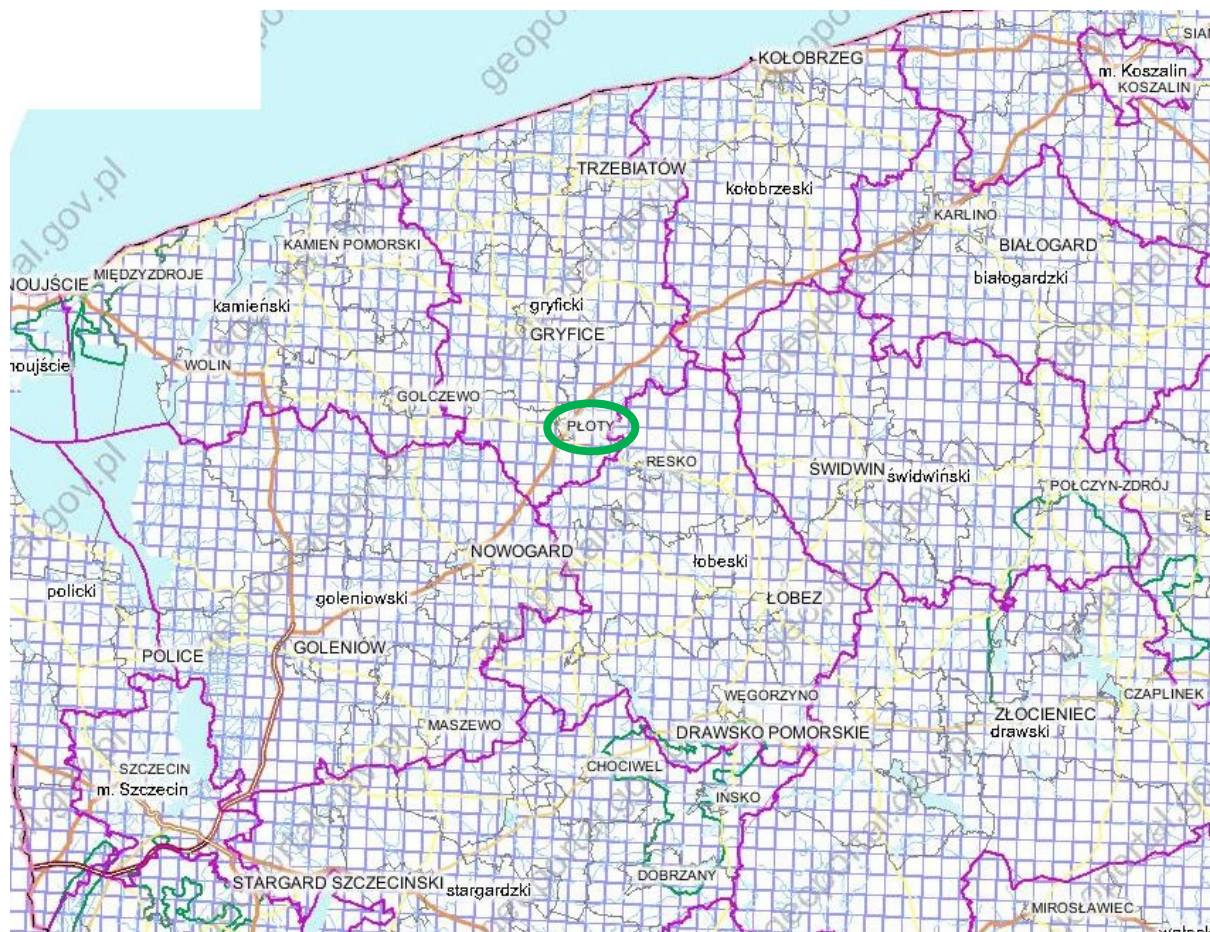 KOŁOBRZEG
SIAN
m. Koszalin
KOSZALIN
TRZEBIATÓW
kołobrzeski
KARLINO
BIAŁOGARD
białogardzki
KAMIEŃ POMORSKI
MIĘDZYZDROJE
NOUJŚCIE
kamieński
gryficki
GRYFICE
noujście
WOLIN
GOLCZEWO
PŁOTY
RESKO
ŚWIDWIN
świdwiński
POŁCZYN-ZDRÓJ
NOWOGARD
łobeski
policki
goleniowski
ŁOBEZ
GOLENIÓW
POLICE
WĘGORZYNO
CZAPLINEK
MASZEWO
DRAWSKO POMORSKIE
ZŁOCIENIEC
drawski
SZCZECIN
m. Szczecin
CHOCIWEL
IŃSKO
STARGARD SZCZECIŃSKI
stargardzki
DOBRZANY
MIROSŁAWIEC
geoportal.gov.pl